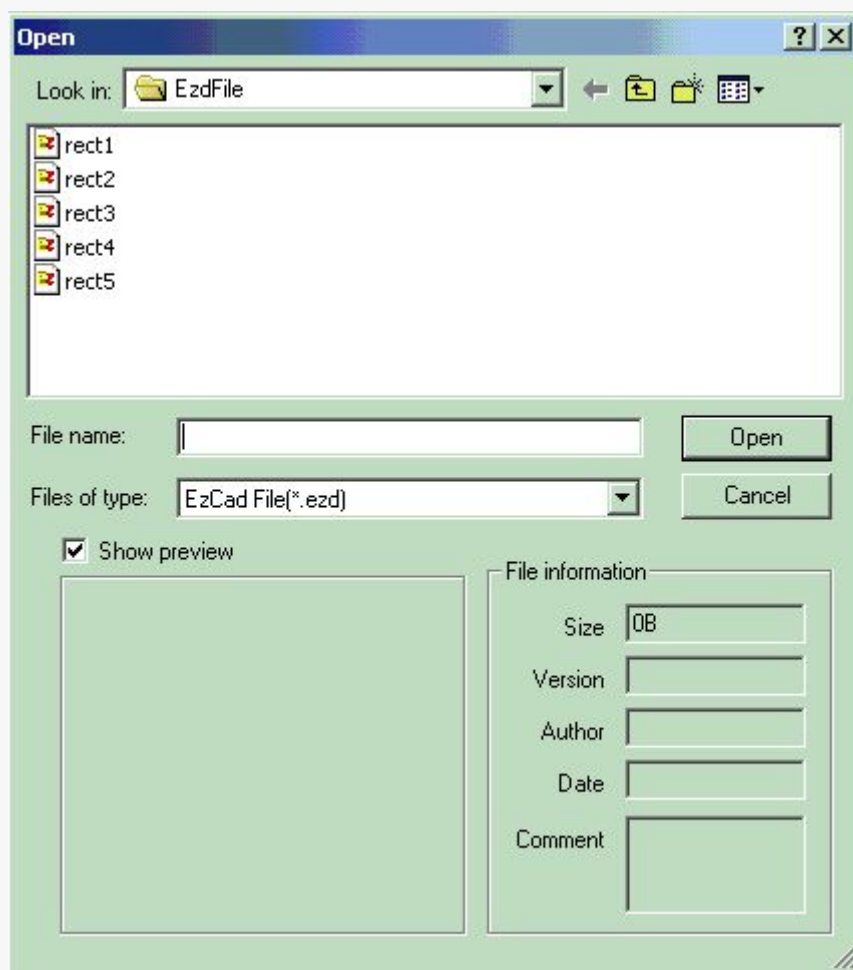 Open
Look in: EzdFile
rect1
rect2
rect3
rect4
rect5
File name: Open
Files of type: EzCad File(*.ezd) Cancel
Show preview
File information
Size 0B
Version
Author
Date
Comment